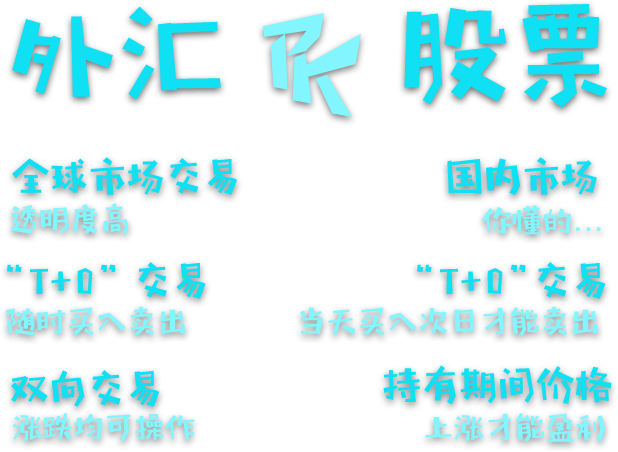 外汇 PK 股票
全球市场交易 国内市场
透明度高 你懂的...
“T+0”交易 “T+0”交易
随时买入卖出 当天买入次日才能卖出
双向交易 持有期间价格
涨跌均可操作 上涨才能盈利